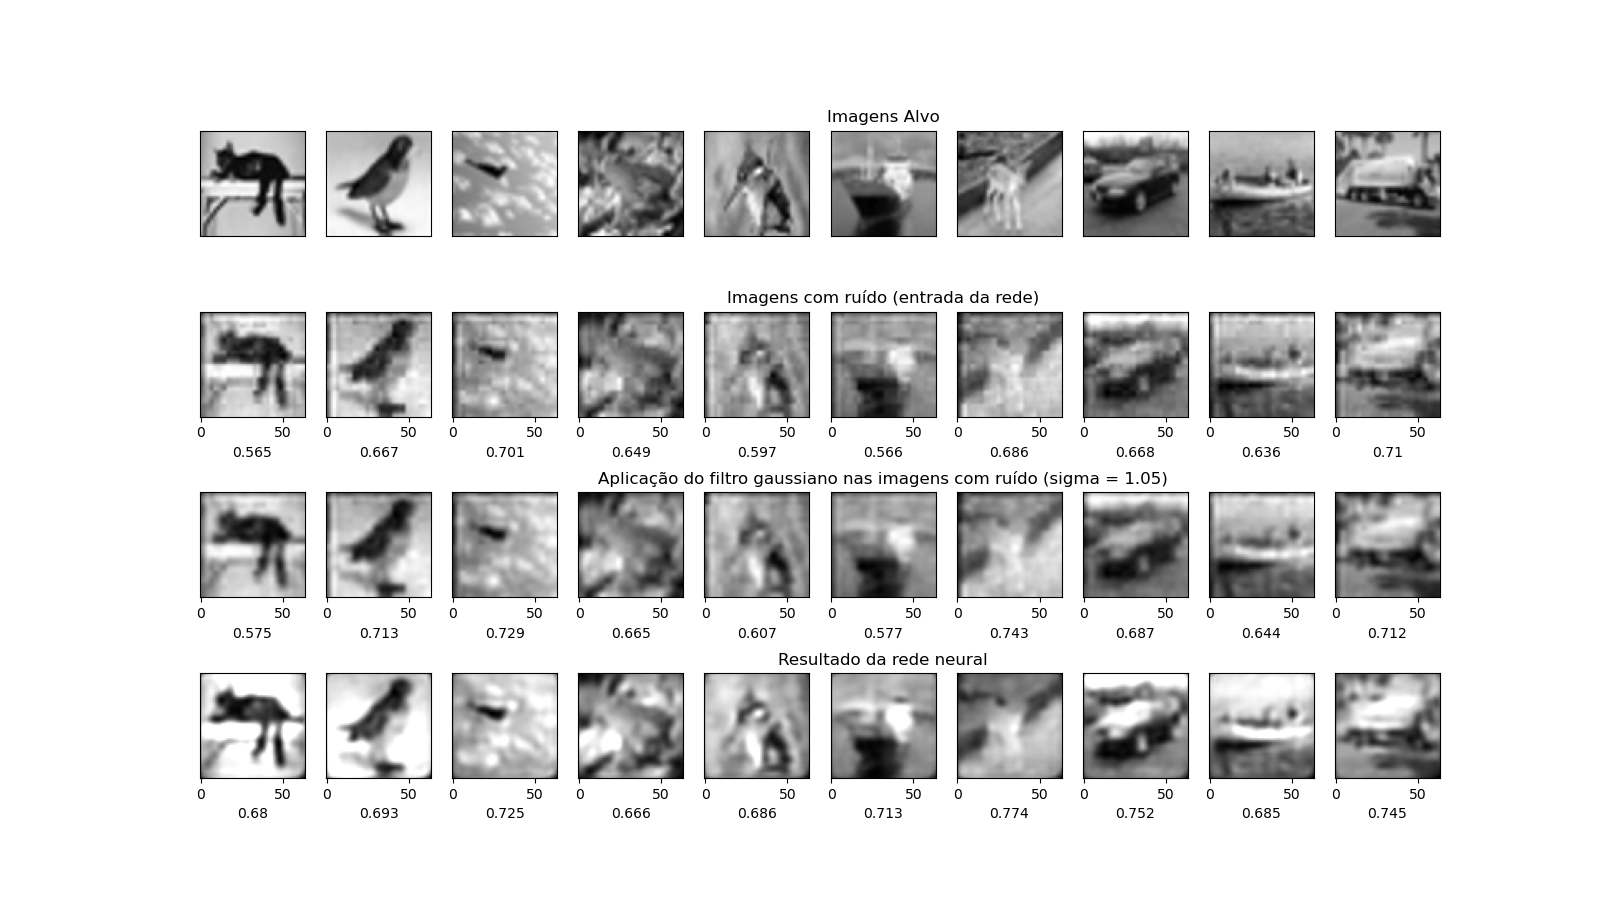 Imagens Alvo
Imagens com ruído (entrada da rede)
0 50 0 50 0 50 0 50 0 50 0 50 0 50 0 50 0 50 0 50
0.565 0.667 0.701 0.649 0.597 0.566 0.686 0.668 0.636 0.71
Aplicação do filtro gaussiano nas imagens com ruído (sigma = 1.05)
0 50 0 50 0 50 0 50 0 50 0 50 0 50 0 50 0 50 0 50
0.575 0.713 0.729 0.665 0.607 0.577 0.743 0.687 0.644 0.712
Resultado da rede neural
0 50 0 50 0 50 0 50 0 50 0 50 0 50 0 50 0 50 0 50
0.68 0.693 0.725 0.666 0.686 0.713 0.774 0.752 0.685 0.745